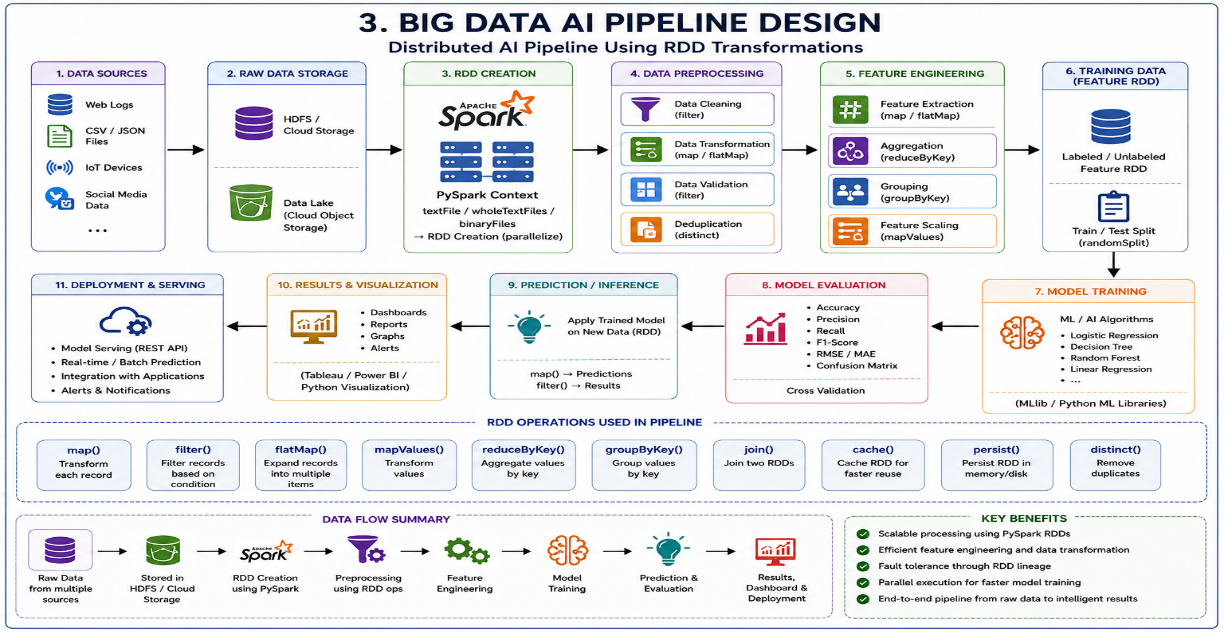 3. BIG DATA AI PIPELINE DESIGN
Distributed AI Pipeline Using RDD Transformations
1. DATA SOURCES
Web Logs
CSV / JSON
Files
IoT Devices
Social Media
Data
...
2. RAW DATA STORAGE
HDFS /
Cloud Storage
Data Lake
(Cloud Object
Storage)
3. RDD CREATION
APACHE
Spark
PySpark Context
textFile / wholeTextFiles /
binaryFiles
→ RDD Creation (parallelize)
4. DATA PREPROCESSING
Data Cleaning
(filter)
Data Transformation
(map / flatMap)
Data Validation
(filter)
Deduplication
(distinct)
5. FEATURE ENGINEERING
Feature Extraction
(map / flatMap)
Aggregation
(reduceByKey)
Grouping
(groupByKey)
Feature Scaling
(mapValues)
6. TRAINING DATA
(FEATURE RDD)
Labeled / Unlabeled
Feature RDD
Train / Test Split
(randomSplit)
11. DEPLOYMENT & SERVING
• Model Serving (REST API)
• Real-time / Batch Prediction
• Integration with Applications
• Alerts & Notifications
10. RESULTS & VISUALIZATION
• Dashboards
• Reports
• Graphs
• Alerts
(Tableau / Power BI /
Python Visualization)
9. PREDICTION / INFERENCE
Apply Trained Model
on New Data (RDD)
map() → Predictions
filter() → Results
8. MODEL EVALUATION
• Accuracy
• Precision
• Recall
• F1-Score
• RMSE / MAE
• Confusion Matrix
Cross Validation
7. MODEL TRAINING
ML / AI Algorithms
• Logistic Regression
• Decision Tree
• Random Forest
• Linear Regression
• ...
(MLlib / Python ML Libraries)
RDD OPERATIONS USED IN PIPELINE
map()
Transform
each record
filter()
Filter records
based on
condition
flatMap()
Expand records
into multiple
items
mapValues()
Transform
values
reduceByKey()
Aggregate values
by key
groupByKey()
Group values
by key
join()
Join two RDDs
cache()
Cache RDD for
faster reuse
persist()
Persist RDD in
memory/disk
distinct()
Remove
duplicates
DATA FLOW SUMMARY
Raw Data
from multiple
sources
Stored in
HDFS / Cloud
Storage
APACHE
Spark
RDD Creation
using PySpark
Preprocessing
using RDD ops
Feature
Engineering
Model
Training
Prediction &
Evaluation
Results,
Dashboard &
Deployment
KEY BENEFITS
Scalable processing using PySpark RDDs
Efficient feature engineering and data transformation
Fault tolerance through RDD lineage
Parallel execution for faster model training
End-to-end pipeline from raw data to intelligent results